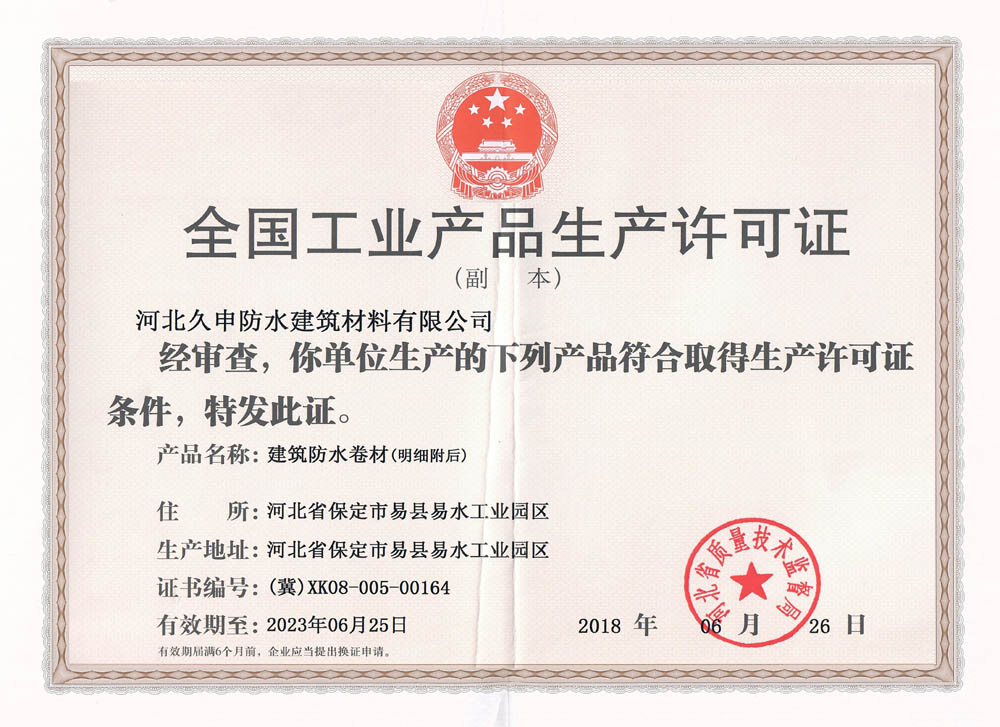 全国工业产品生产许可证
(副 本)
河北久申防水建筑材料有限公司
经审查，你单位生产的下列产品符合取得生产许可证
条件，特发此证。
产品名称：建筑防水卷材(明细附后)
住 所：河北省保定市易县易水工业园区
生产地址：河北省保定市易县易水工业园区
证书编号：(冀)XK08-005-00164
有效期至：2023年06月25日
有效期届满6个月前，企业应当提出换证申请。
河北省质量技术监督局
2018 年 06 月 26 日